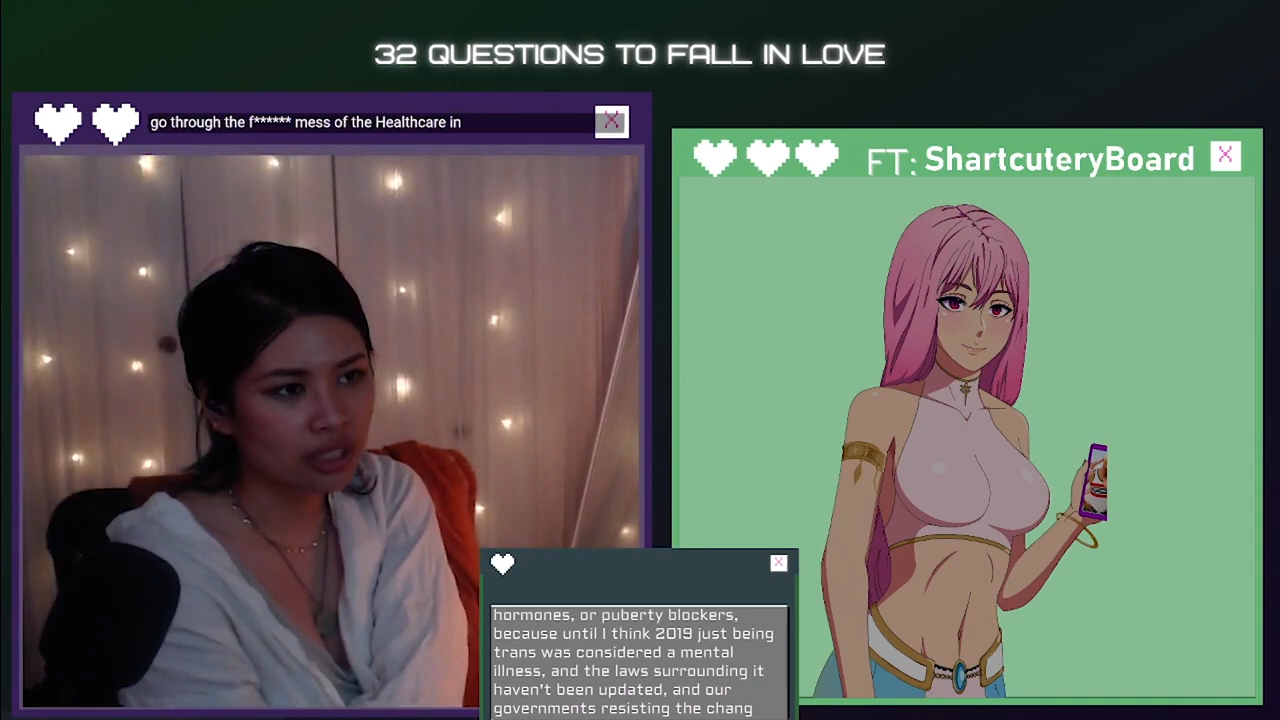 32 QUESTIONS TO FALL IN LOVE
go through the f****** mess of the Healthcare in
FT: ShartcuteryBoard
hormones, or puberty blockers,
because until I think 2019 just being
trans was considered a mental
illness, and the laws surrounding it
haven't been updated, and our
governments resisting the chang